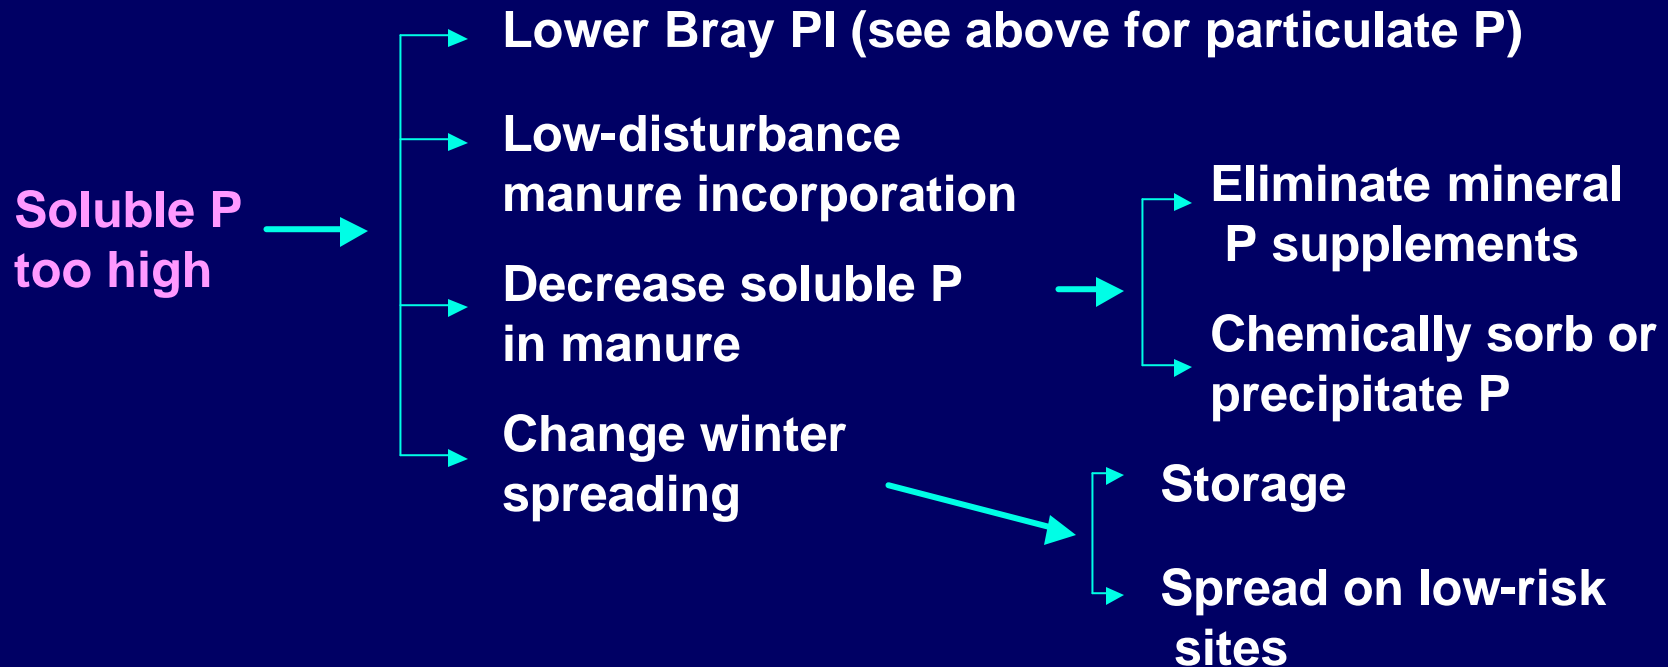 Lower Bray PI (see above for particulate P)
Low-disturbance
manure incorporation
Soluble P
too high
Decrease soluble P
in manure
Change winter
spreading
Eliminate mineral
P supplements
Chemically sorb or
precipitate P
Storage
Spread on low-risk
sites